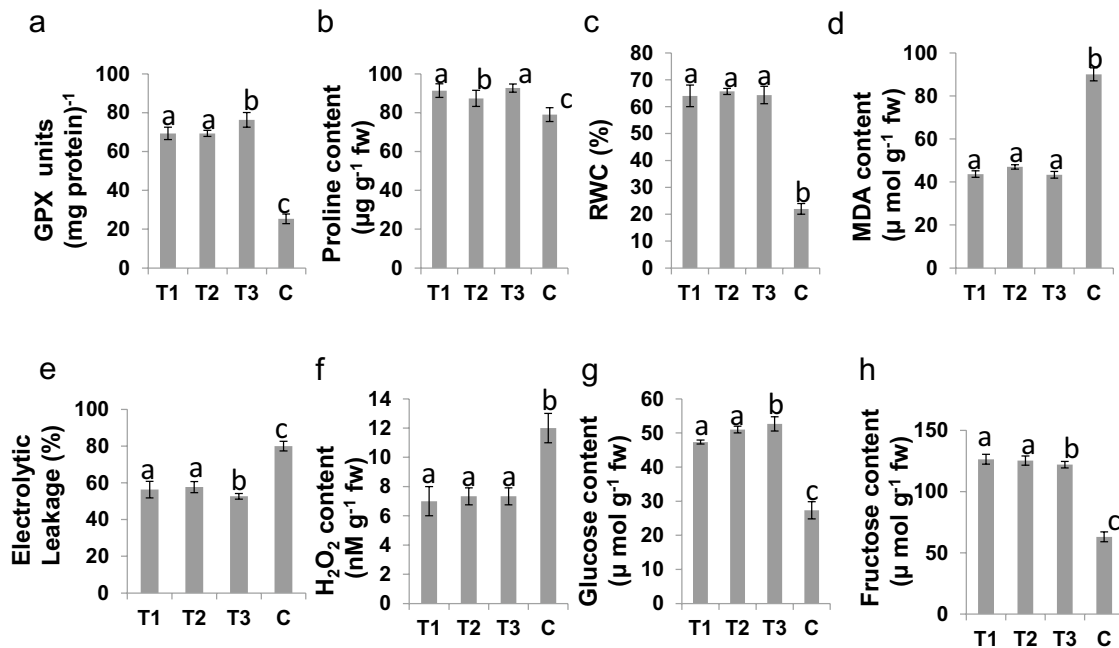 a
GPX units
(mg protein)⁻¹
100
80
60
40
20
0
a a b c
T1 T2 T3 C
b
Proline content
(µg g⁻¹ fw)
100
80
60
40
20
0
a b a c
T1 T2 T3 C
c
RWC (%)
80
70
60
50
40
30
20
10
0
a a a b
T1 T2 T3 C
d
MDA content
(µ mol g⁻¹ fw)
100
80
60
40
20
0
a a a b
T1 T2 T3 C
e
Electrolytic
Leakage (%)
100
80
60
40
20
0
a a b c
T1 T2 T3 C
f
H₂O₂ content
(nM g⁻¹ fw)
14
12
10
8
6
4
2
0
a a a b
T1 T2 T3 C
g
Glucose content
(µ mol g⁻¹ fw)
60
50
40
30
20
10
0
a a b c
T1 T2 T3 C
h
Fructose content
(µ mol g⁻¹ fw)
150
100
50
0
a a b c
T1 T2 T3 C